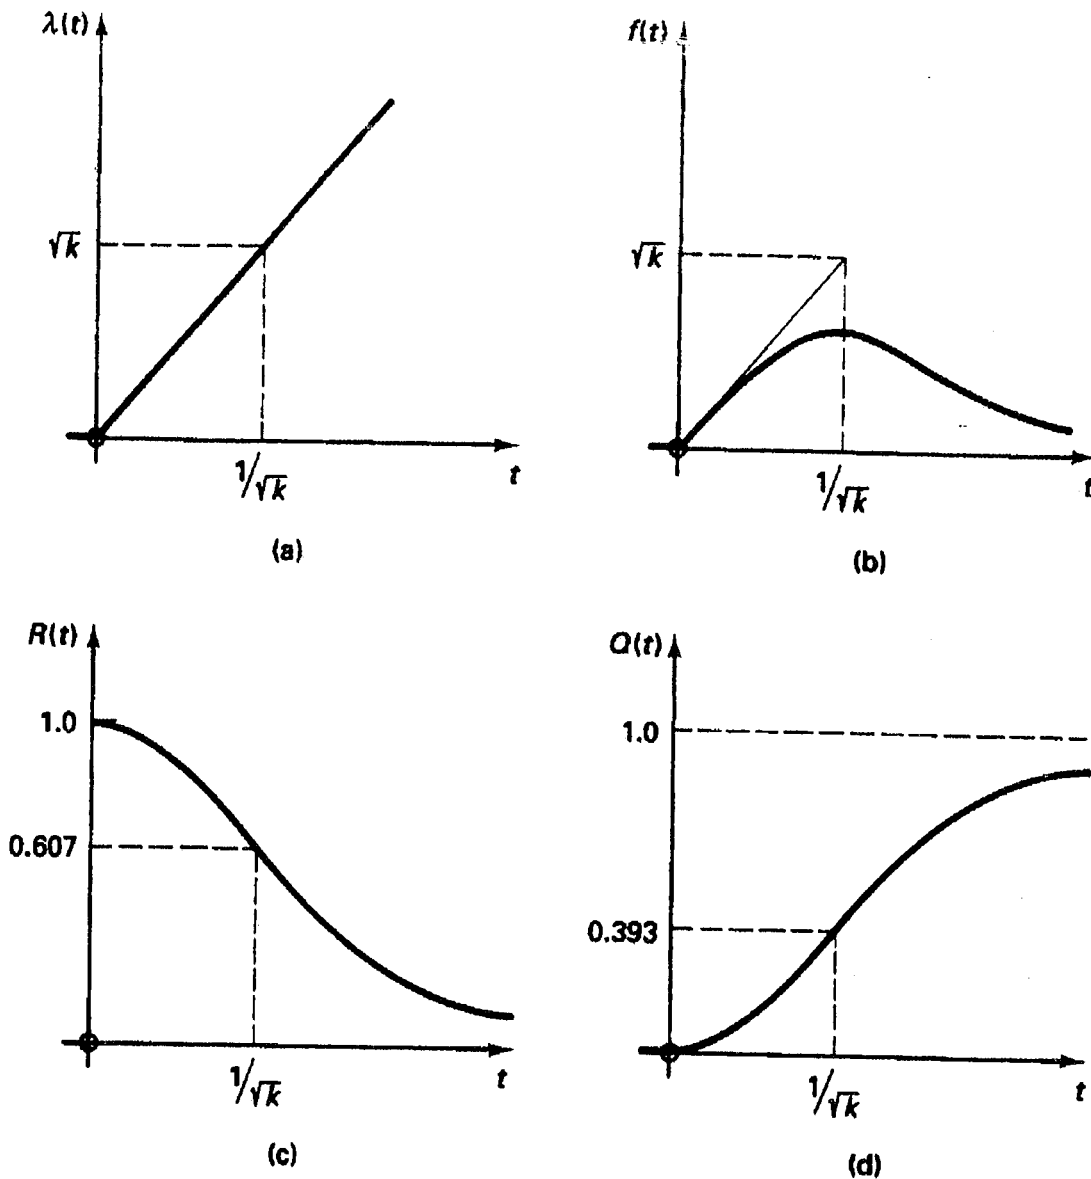 λ(t)
√k
1/√k
t
(a)
f(t)
√k
1/√k
t
(b)
R(t)
1.0
0.607
1/√k
t
(c)
Q(t)
1.0
0.393
1/√k
t
(d)